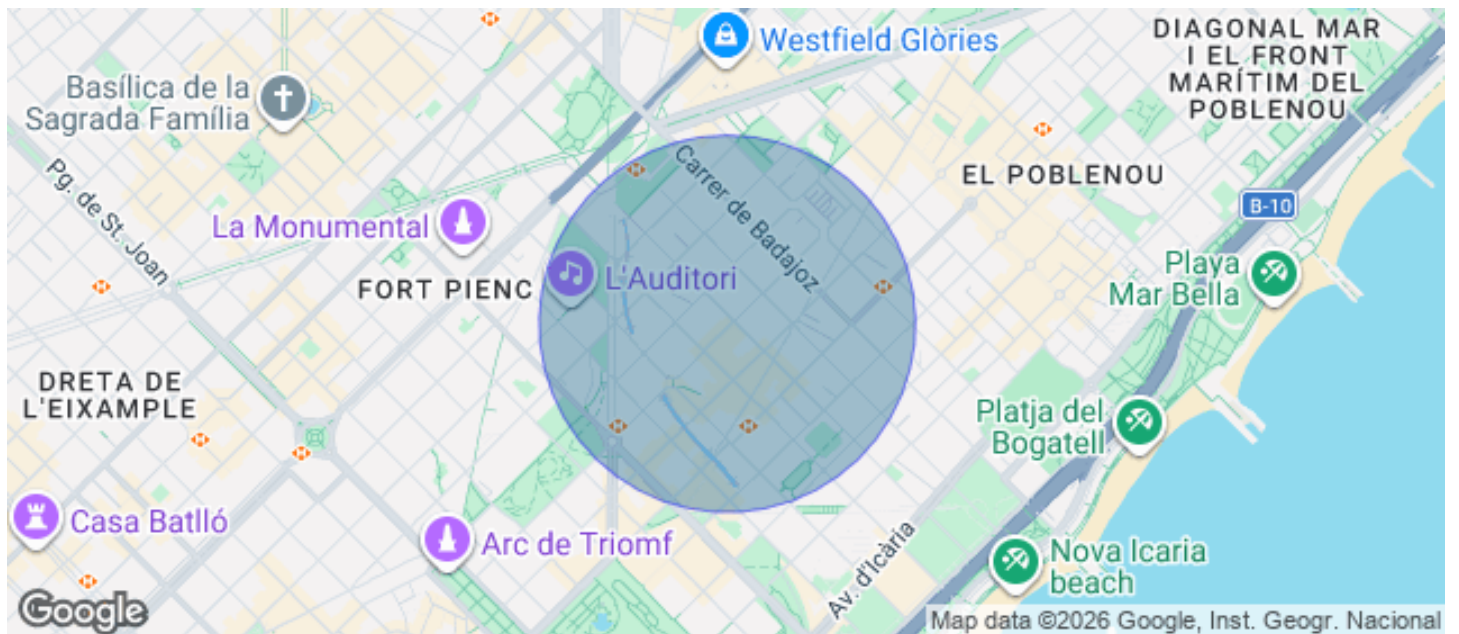 Westfield Glòries
DIAGONAL MAR
I EL FRONT
MARÍTIM DEL
POBLENOU
Basílica de la
Sagrada Família
Carrer de Badajoz
EL POBLENOU
Pg. de St. Joan
B-10
La Monumental
L'Auditori
FORT PIENC
Playa
Mar Bella
DRETA DE
L'EIXAMPLE
Platja del
Bogatell
Casa Batlló
Arc de Triomf
Av. d'Icària
Nova Icaria
beach
Google
Map data ©2026 Google, Inst. Geogr. Nacional